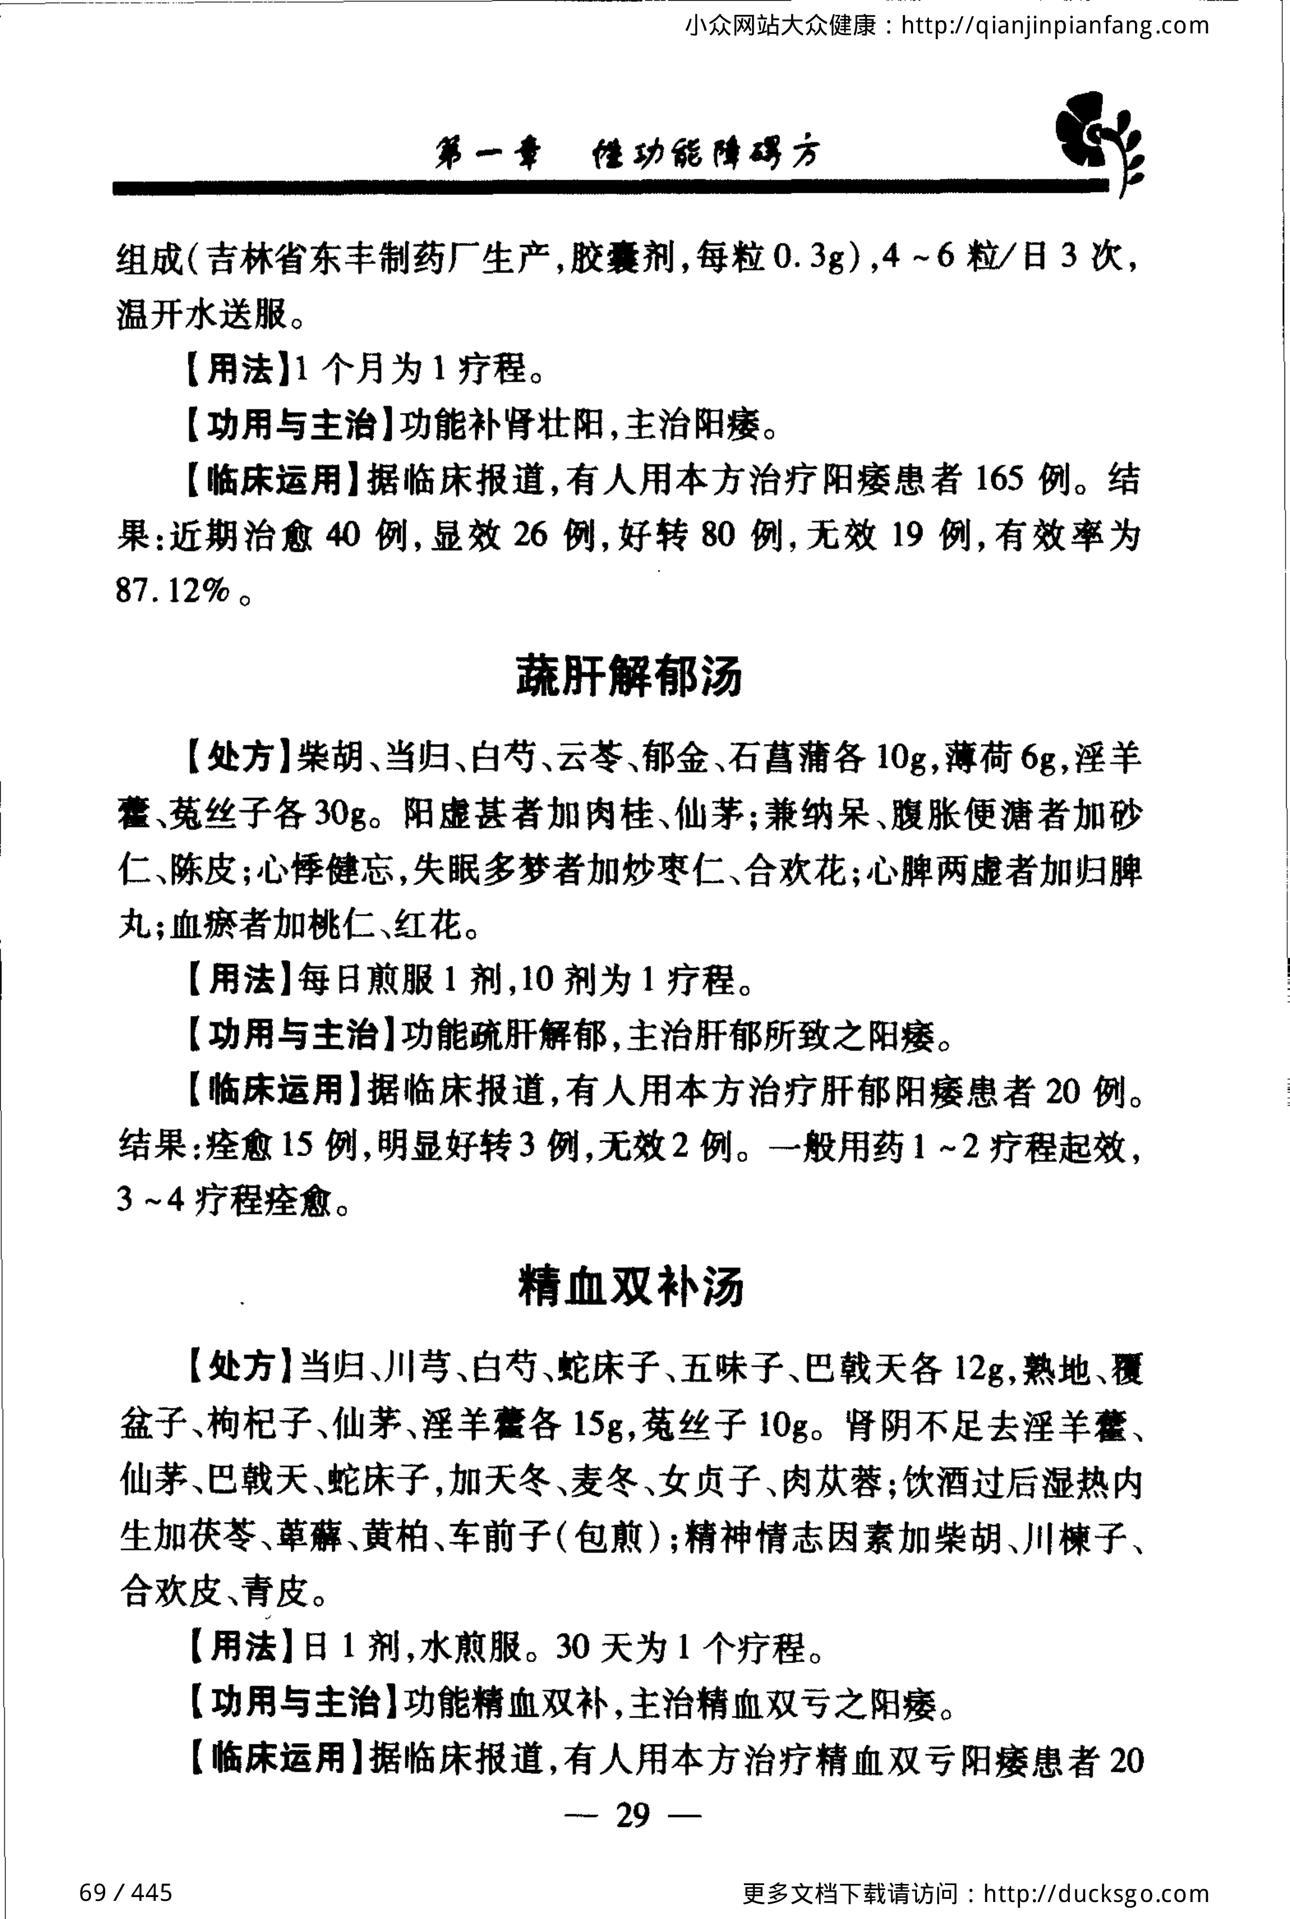 小众网站大众健康：http://qianjinpianfang.com
第一章 性功能障碍方
组成(吉林省东丰制药厂生产,胶囊剂,每粒0.3g),4~6粒/日3次,
温开水送服。
【用法】1个月为1疗程。
【功用与主治】功能补肾壮阳,主治阳痿。
【临床运用】据临床报道,有人用本方治疗阳痿患者165例。结
果:近期治愈40例,显效26例,好转80例,无效19例,有效率为
87.12%。
蔬肝解郁汤
【处方】柴胡、当归、白芍、云苓、郁金、石菖蒲各10g,薄荷6g,淫羊
藿、菟丝子各30g。阳虚甚者加肉桂、仙茅;兼纳呆、腹胀便溏者加砂
仁、陈皮;心悸健忘,失眠多梦者加炒枣仁、合欢花;心脾两虚者加归脾
丸;血瘀者加桃仁、红花。
【用法】每日煎服1剂,10剂为1疗程。
【功用与主治】功能疏肝解郁,主治肝郁所致之阳痿。
【临床运用】据临床报道,有人用本方治疗肝郁阳痿患者20例。
结果:痊愈15例,明显好转3例,无效2例。一般用药1~2疗程起效,
3~4疗程痊愈。
精血双补汤
【处方】当归、川芎、白芍、蛇床子、五味子、巴戟天各12g,熟地、覆
盆子、枸杞子、仙茅、淫羊藿各15g,菟丝子10g。肾阴不足去淫羊藿、
仙茅、巴戟天、蛇床子,加天冬、麦冬、女贞子、肉苁蓉;饮酒过后湿热内
生加茯苓、萆薢、黄柏、车前子(包煎);精神情志因素加柴胡、川楝子、
合欢皮、青皮。
【用法】日1剂,水煎服。30天为1个疗程。
【功用与主治】功能精血双补,主治精血双亏之阳痿。
【临床运用】据临床报道,有人用本方治疗精血双亏阳痿患者20
— 29 —
69 / 445
更多文档下载请访问：http://ducksgo.com